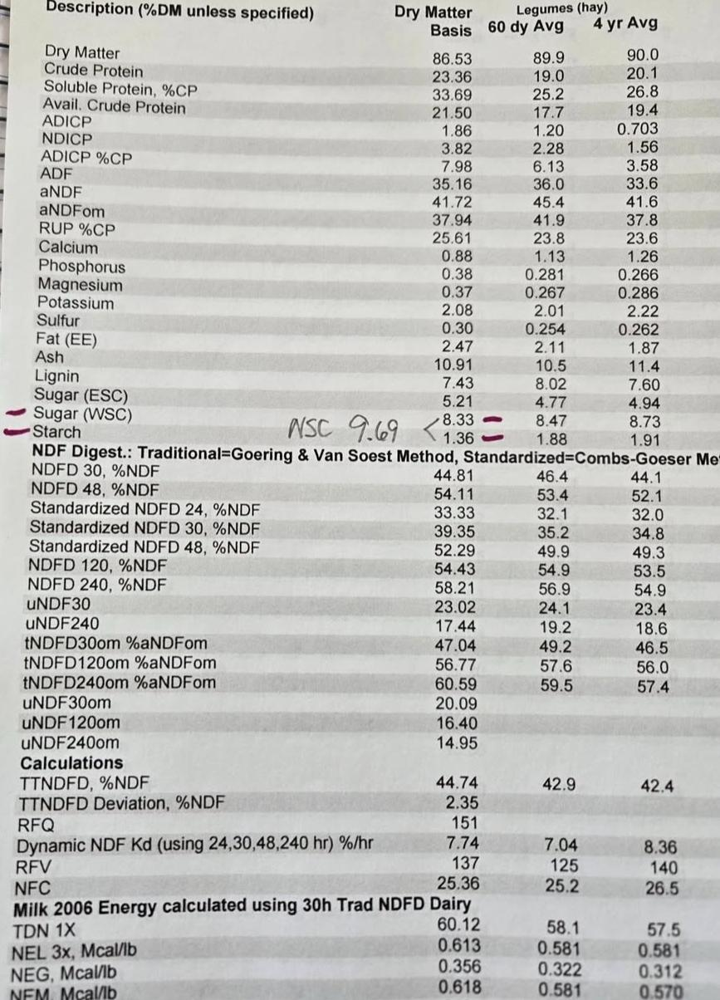 Description (%DM unless specified) Dry Matter Legumes (hay)
Basis 60 dy Avg 4 yr Avg
Dry Matter 86.53 89.9 90.0
Crude Protein 23.36 19.0 20.1
Soluble Protein, %CP 33.69 25.2 26.8
Avail. Crude Protein 21.50 17.7 19.4
ADICP 1.86 1.20 0.703
NDICP 3.82 2.28 1.56
ADICP %CP 7.98 6.13 3.58
ADF 35.16 36.0 33.6
aNDF 41.72 45.4 41.6
aNDFom 37.94 41.9 37.8
RUP %CP 25.61 23.8 23.6
Calcium 0.88 1.13 1.26
Phosphorus 0.38 0.281 0.266
Magnesium 0.37 0.267 0.286
Potassium 2.08 2.01 2.22
Sulfur 0.30 0.254 0.262
Fat (EE) 2.47 2.11 1.87
Ash 10.91 10.5 11.4
Lignin 7.43 8.02 7.60
Sugar (ESC) 5.21 4.77 4.94
Sugar (WSC) 8.33 8.47 8.73
NSC 9.69 <
Starch 1.36 1.88 1.91
NDF Digest.: Traditional=Goering & Van Soest Method, Standardized=Combs-Goeser Me
NDFD 30, %NDF 44.81 46.4 44.1
NDFD 48, %NDF 54.11 53.4 52.1
Standardized NDFD 24, %NDF 33.33 32.1 32.0
Standardized NDFD 30, %NDF 39.35 35.2 34.8
Standardized NDFD 48, %NDF 52.29 49.9 49.3
NDFD 120, %NDF 54.43 54.9 53.5
NDFD 240, %NDF 58.21 56.9 54.9
uNDF30 23.02 24.1 23.4
uNDF240 17.44 19.2 18.6
tNDFD30om %aNDFom 47.04 49.2 46.5
tNDFD120om %aNDFom 56.77 57.6 56.0
tNDFD240om %aNDFom 60.59 59.5 57.4
uNDF30om 20.09
uNDF120om 16.40
uNDF240om 14.95
Calculations
TTNDFD, %NDF 44.74 42.9 42.4
TTNDFD Deviation, %NDF 2.35
RFQ 151
Dynamic NDF Kd (using 24,30,48,240 hr) %/hr 7.74 7.04 8.36
RFV 137 125 140
NFC 25.36 25.2 26.5
Milk 2006 Energy calculated using 30h Trad NDFD Dairy
TDN 1X 60.12 58.1 57.5
NEL 3x, Mcal/lb 0.613 0.581 0.581
NEG, Mcal/lb 0.356 0.322 0.312
NEM, Mcal/lb 0.618 0.581 0.570